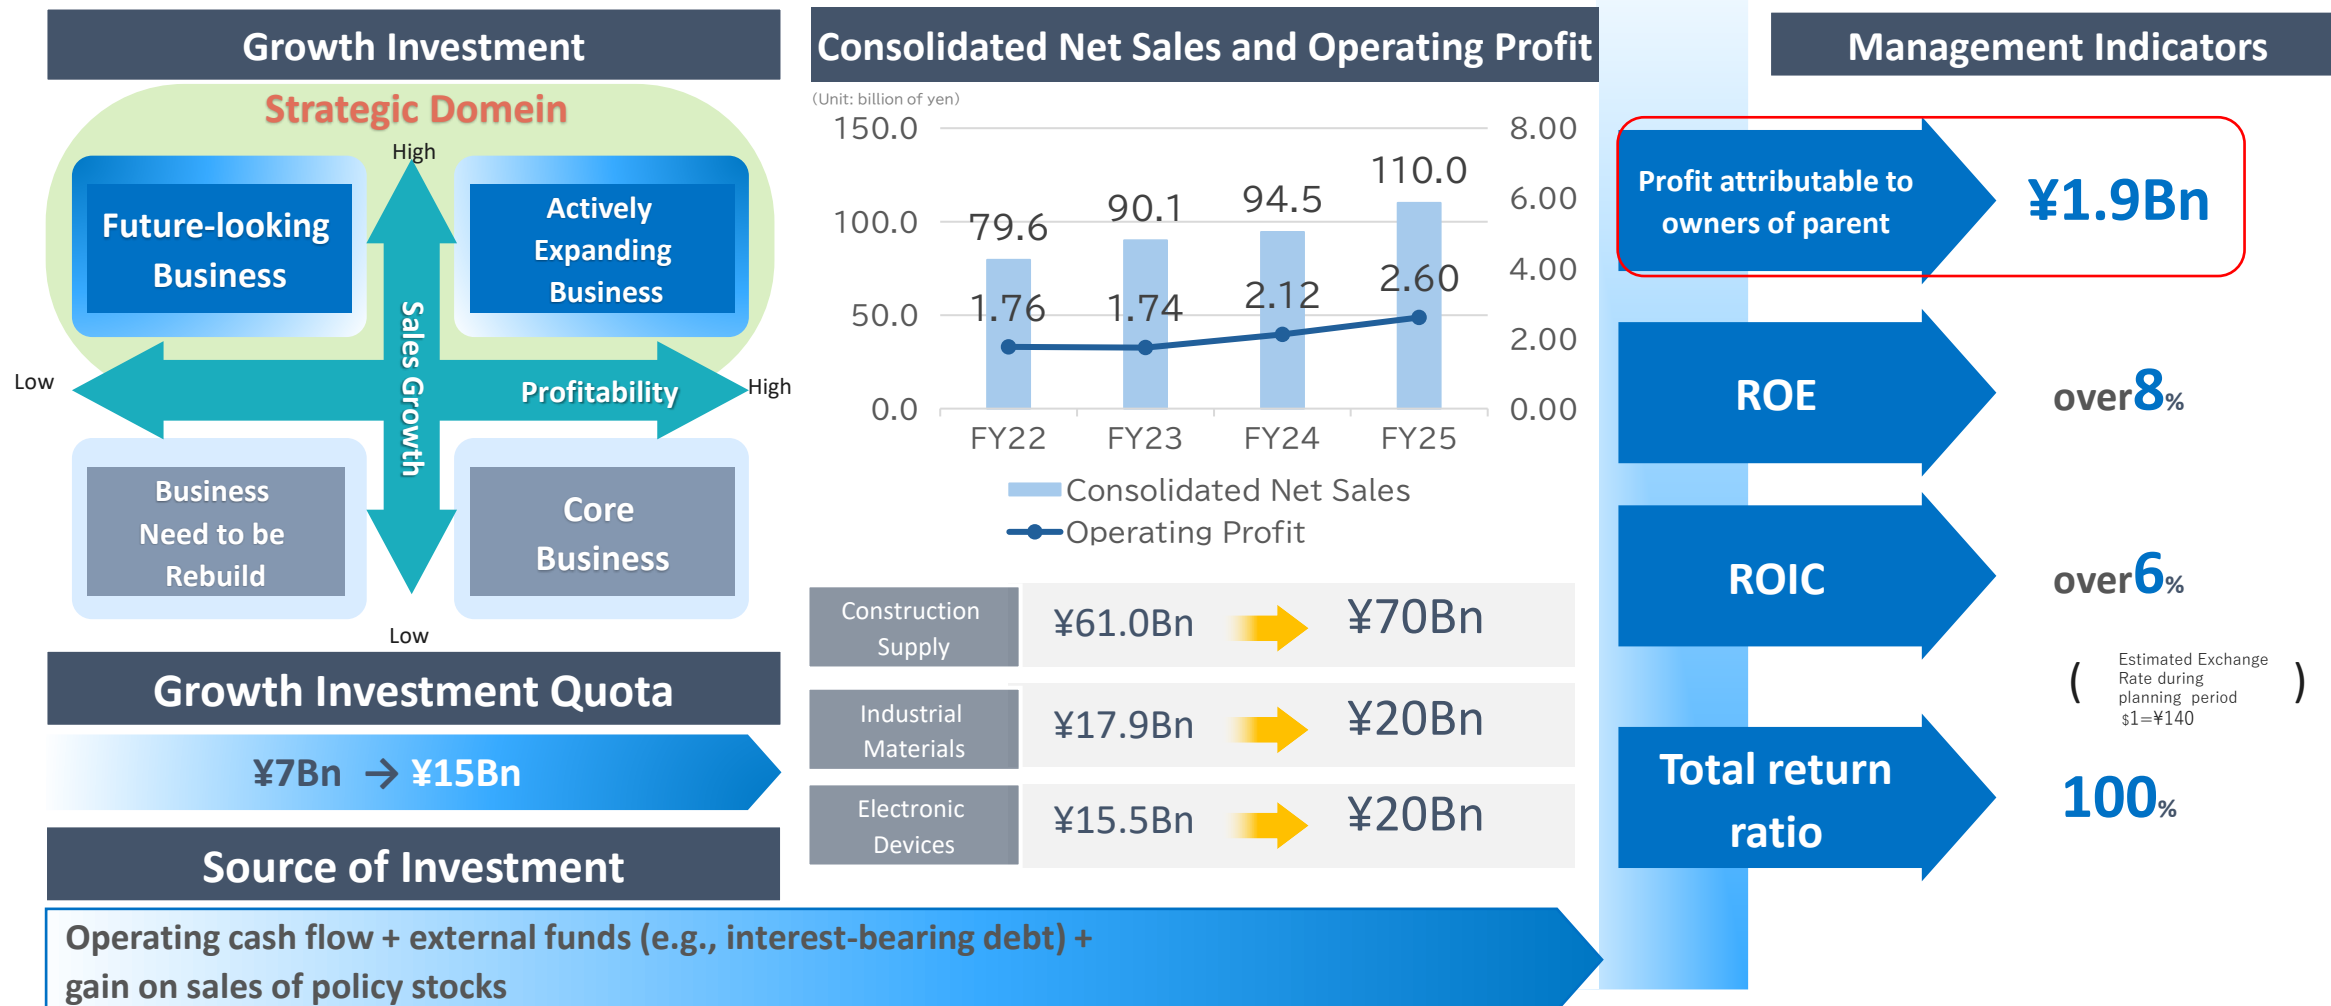 Growth Investment
Strategic Domein
High
Future-looking
Business
Actively
Expanding
Business
Sales Growth
Low
Profitability
High
Business
Need to be
Rebuild
Core
Business
Low
Growth Investment Quota
¥7Bn → ¥15Bn
Source of Investment
Operating cash flow + external funds (e.g., interest-bearing debt) +
gain on sales of policy stocks
Consolidated Net Sales and Operating Profit
(Unit: billion of yen)
150.0
100.0
50.0
0.0
8.00
6.00
4.00
2.00
0.00
79.6
90.1
94.5
110.0
1.76
1.74
2.12
2.60
FY22
FY23
FY24
FY25
Consolidated Net Sales
Operating Profit
Construction
Supply
¥61.0Bn
¥70Bn
Industrial
Materials
¥17.9Bn
¥20Bn
Electronic
Devices
¥15.5Bn
¥20Bn
Management Indicators
Profit attributable to
owners of parent
¥1.9Bn
ROE
over8%
ROIC
over6%
( Estimated Exchange
Rate during
planning period
$1=¥140 )
Total return
ratio
100%